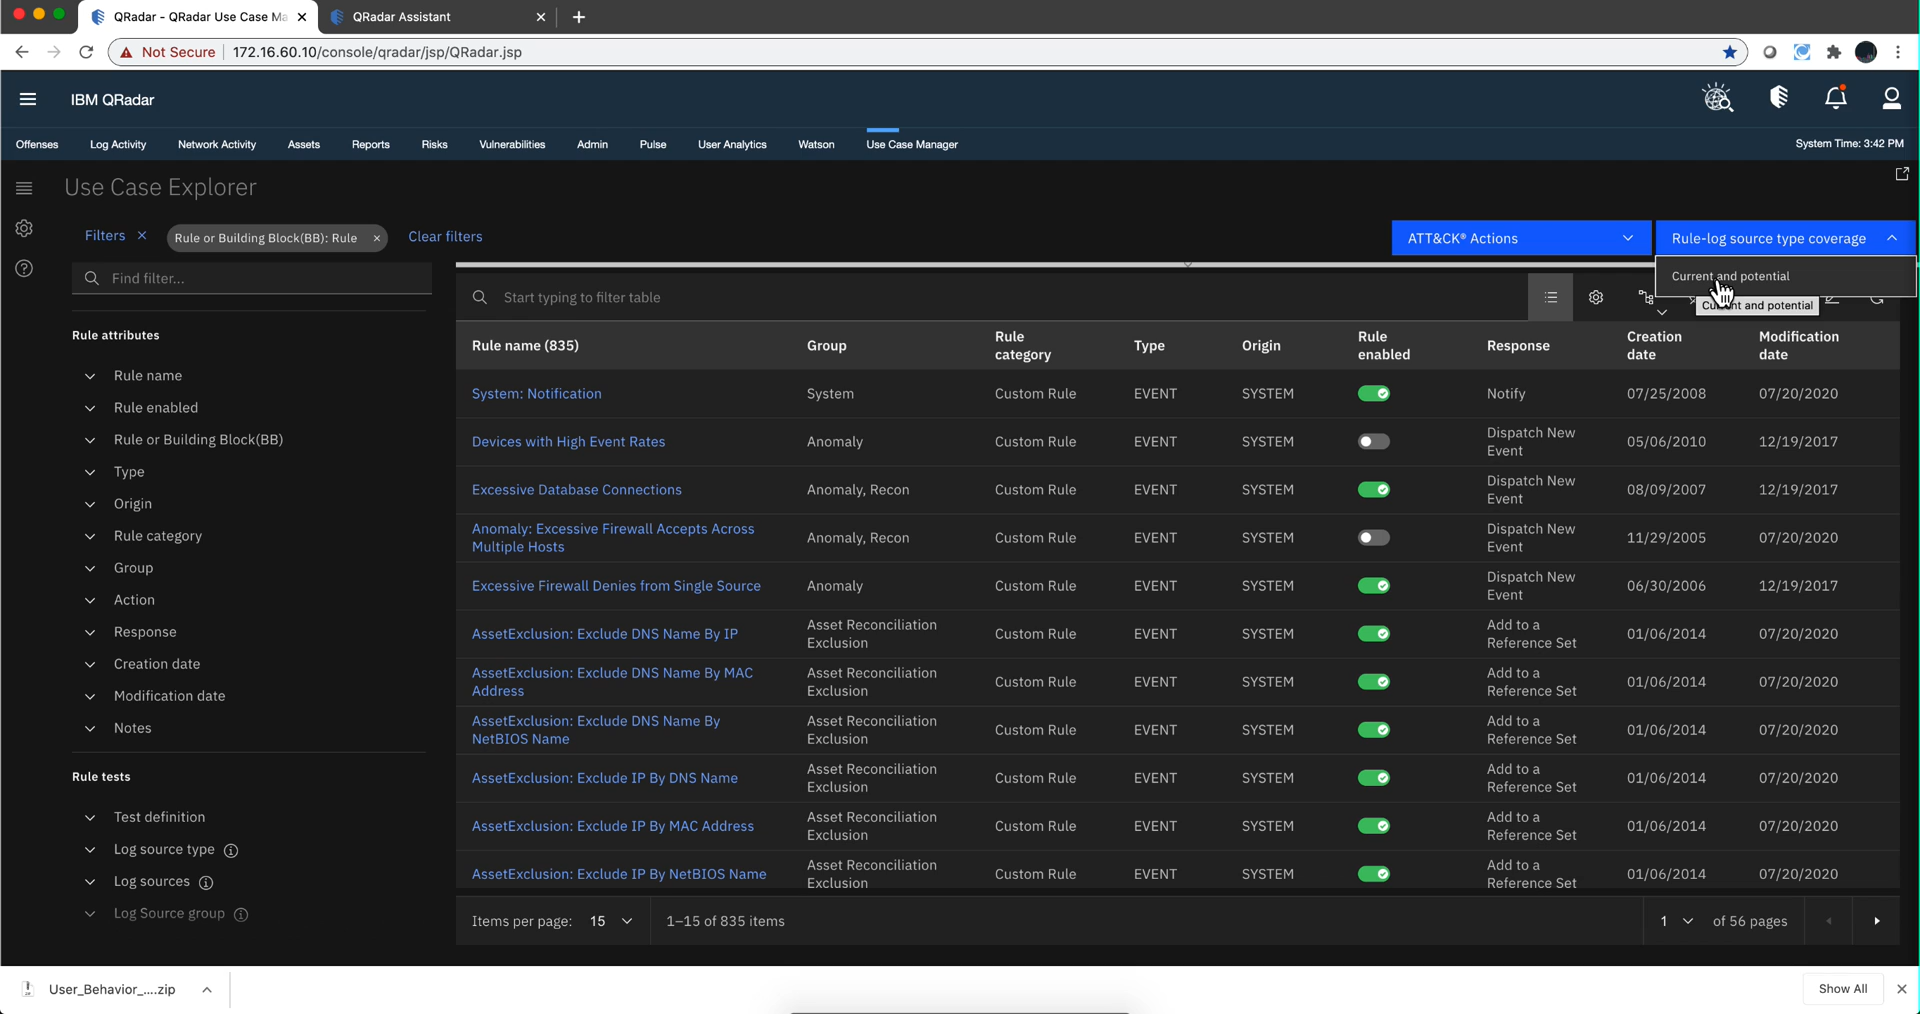 QRadar - QRadar Use Case Ma
QRadar Assistant
Not Secure
172.16.60.10/console/qradar/jsp/QRadar.jsp
IBM QRadar
Offenses
Log Activity
Network Activity
Assets
Reports
Risks
Vulnerabilities
Admin
Pulse
User Analytics
Watson
Use Case Manager
System Time: 3:42 PM
Use Case Explorer
Filters
Rule or Building Block(BB): Rule
Clear filters
ATT&CK® Actions
Rule-log source type coverage
Current and potential
Find filter...
Start typing to filter table
and potential
Rule attributes
Rule name
Rule enabled
Rule or Building Block(BB)
Type
Origin
Rule category
Group
Action
Response
Creation date
Modification date
Notes
Rule tests
Test definition
Log source type
Log sources
Log Source group
Rule name (835)
Group
Rule
category
Type
Origin
Rule
enabled
Response
Creation
date
Modification
date
System: Notification
System
Custom Rule
EVENT
SYSTEM
Notify
07/25/2008
07/20/2020
Devices with High Event Rates
Anomaly
Custom Rule
EVENT
SYSTEM
Dispatch New
Event
05/06/2010
12/19/2017
Excessive Database Connections
Anomaly, Recon
Custom Rule
EVENT
SYSTEM
Dispatch New
Event
08/09/2007
12/19/2017
Anomaly: Excessive Firewall Accepts Across
Multiple Hosts
Anomaly, Recon
Custom Rule
EVENT
SYSTEM
Dispatch New
Event
11/29/2005
07/20/2020
Excessive Firewall Denies from Single Source
Anomaly
Custom Rule
EVENT
SYSTEM
Dispatch New
Event
06/30/2006
12/19/2017
AssetExclusion: Exclude DNS Name By IP
Asset Reconciliation
Exclusion
Custom Rule
EVENT
SYSTEM
Add to a
Reference Set
01/06/2014
07/20/2020
AssetExclusion: Exclude DNS Name By MAC
Address
Asset Reconciliation
Exclusion
Custom Rule
EVENT
SYSTEM
Add to a
Reference Set
01/06/2014
07/20/2020
AssetExclusion: Exclude DNS Name By
NetBIOS Name
Asset Reconciliation
Exclusion
Custom Rule
EVENT
SYSTEM
Add to a
Reference Set
01/06/2014
07/20/2020
AssetExclusion: Exclude IP By DNS Name
Asset Reconciliation
Exclusion
Custom Rule
EVENT
SYSTEM
Add to a
Reference Set
01/06/2014
07/20/2020
AssetExclusion: Exclude IP By MAC Address
Asset Reconciliation
Exclusion
Custom Rule
EVENT
SYSTEM
Add to a
Reference Set
01/06/2014
07/20/2020
AssetExclusion: Exclude IP By NetBIOS Name
Asset Reconciliation
Exclusion
Custom Rule
EVENT
SYSTEM
Add to a
Reference Set
01/06/2014
07/20/2020
Items per page: 15
1–15 of 835 items
1
of 56 pages
User_Behavior_....zip
Show All